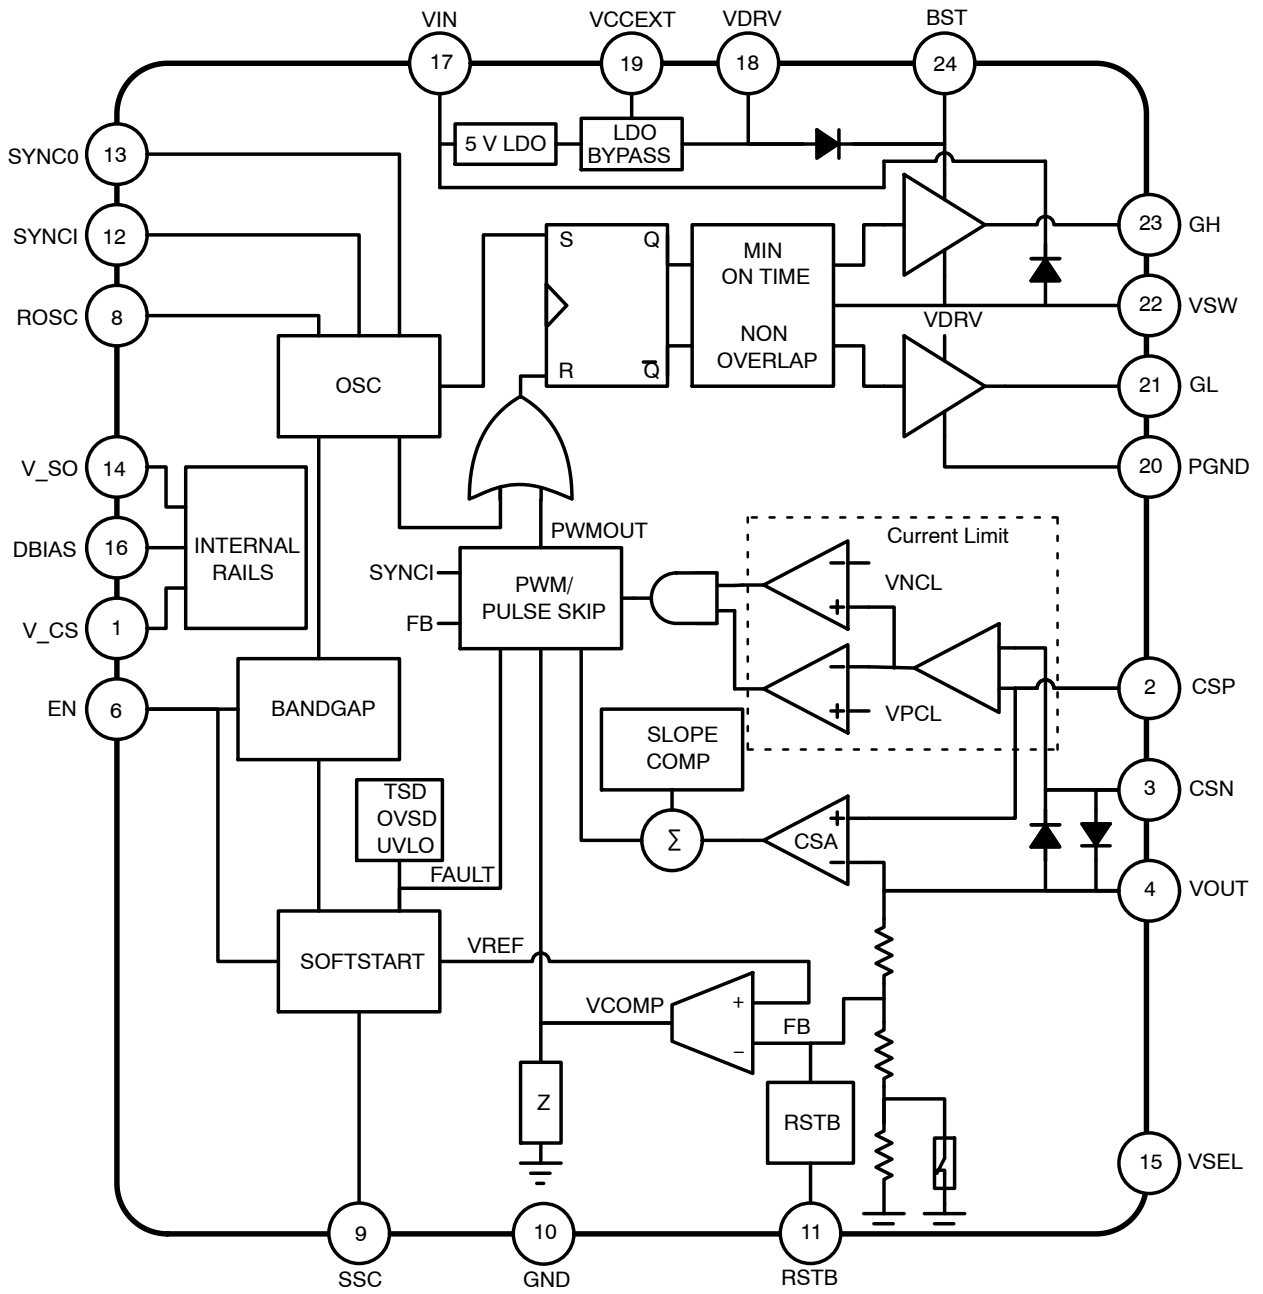 VIN
VCCEXT
VDRV
BST
17
19
18
24
5 V LDO
LDO
BYPASS
SYNC0
13
SYNCI
12
ROSC
8
S
Q
MIN
ON TIME
NON
OVERLAP
R
Q̅
23
GH
22
VSW
VDRV
21
GL
20
PGND
OSC
V_SO
14
DBIAS
16
V_CS
1
INTERNAL
RAILS
EN
6
PWMOUT
SYNCI
FB
PWM/
PULSE SKIP
Current Limit
VNCL
VPCL
2
CSP
3
CSN
4
VOUT
BANDGAP
SLOPE
COMP
TSD
OVSD
UVLO
FAULT
Σ
CSA
+
−
+
−
+
−
SOFTSTART
VREF
VCOMP
+
−
FB
Z
RSTB
15
VSEL
9
10
11
SSC
GND
RSTB